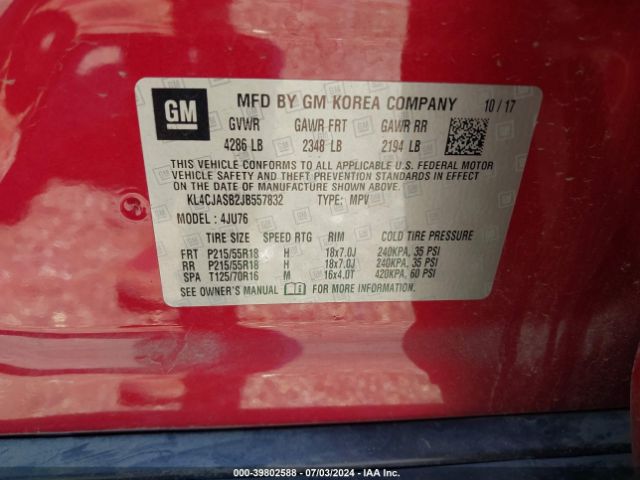 GM
MFD BY GM KOREA COMPANY 10/17
GVWR GAWR FRT GAWR RR
4286 LB 2348 LB 2194 LB
THIS VEHICLE CONFORMS TO ALL APPLICABLE U.S. FEDERAL MOTOR
VEHICLE SAFETY AND THEFT PREVENTION STANDARDS IN EFFECT
ON THE DATE OF MANUFACTURE SHOWN ABOVE.
KL4CJASB2JB557832 TYPE: MPV
MODEL: 4JU76
TIRE SIZE SPEED RTG RIM COLD TIRE PRESSURE
FRT P215/55R18 H 18x7.0J 240KPA, 35 PSI
RR P215/55R18 H 18x7.0J 240KPA, 35 PSI
SPA T125/70R16 M 16x4.0T 420KPA, 60 PSI
SEE OWNER'S MANUAL FOR MORE INFORMATION.
000-39802588 - 07/03/2024 - IAA Inc.